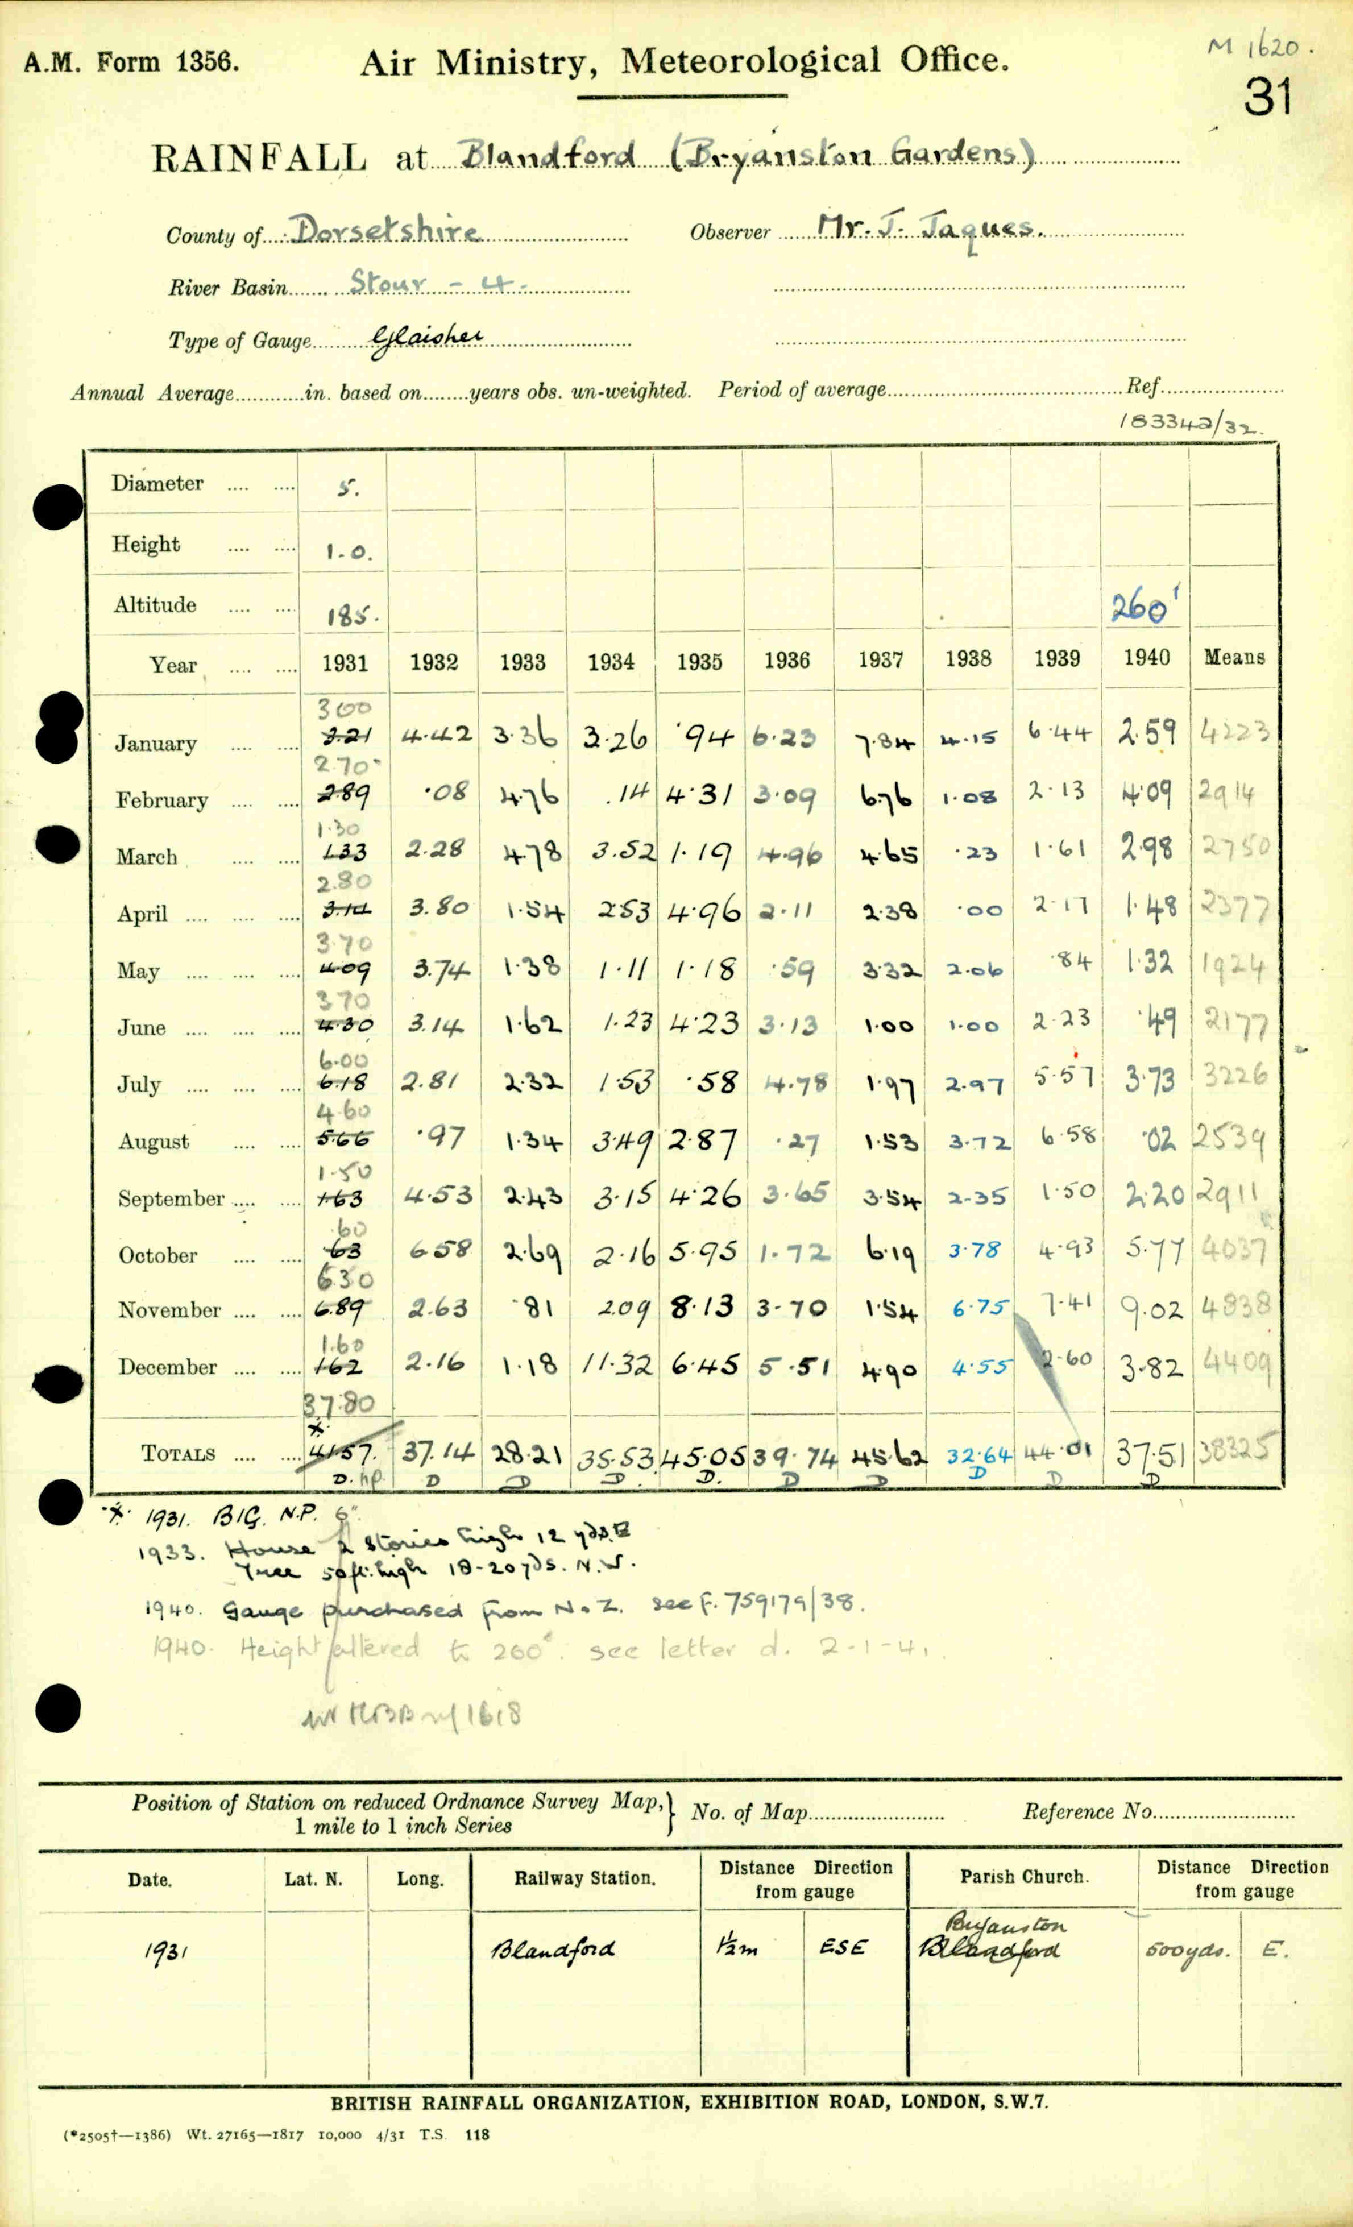 M 1620.
A.M. Form 1356.
Air Ministry, Meteorological Office.
31
RAINFALL at Blandford (Bryanston Gardens)
County of Dorsetshire Observer Mr. J. Jaques.
River Basin Stour - 4.
Type of Gauge Glaisher
Annual Average in. based on years obs. un-weighted. Period of average Ref.
183342/32.
Diameter 5.
Height 1-0.
Altitude 185. 260'
Year 1931 1932 1933 1934 1935 1936 1937 1938 1939 1940 Means
3.00
January 3.21 4.42 3.36 3.26 .94 6.23 7.84 4.15 6.44 2.59 4223
2.70
February 2.89 .08 4.76 .14 4.31 3.09 6.76 1.08 2.13 4.09 2914
1.30
March 1.33 2.28 4.78 3.52 1.19 4.96 4.65 .23 1.61 2.98 2750
2.80
April 3.14 3.80 1.54 2.53 4.96 2.11 2.38 .00 2.17 1.48 2377
3.70
May 4.09 3.74 1.38 1.11 1.18 .59 3.32 2.06 .84 1.32 1924
3.70
June 4.30 3.14 1.62 1.23 4.23 3.13 1.00 1.00 2.23 .49 2177
6.00
July 6.18 2.81 2.32 1.53 .58 4.78 1.97 2.97 5.57 3.73 3226
4.60
August 5.66 .97 1.34 3.49 2.87 .27 1.53 3.72 6.58 .02 2539
1.50
September 1.63 4.53 2.43 3.15 4.26 3.65 3.54 2.35 1.50 2.20 2911
.60
October .63 6.58 2.69 2.16 5.95 1.72 6.19 3.78 4.93 5.77 4037
6.30
November 6.89 2.63 .81 2.09 8.13 3.70 1.54 6.75 7.41 9.02 4838
1.60
December 1.62 2.16 1.18 11.32 6.45 5.51 4.90 4.55 2.60 3.82 4409
37.80
*
TOTALS 41.57 37.14 28.21 35.53 45.05 39.74 45.62 32.64 44.01 37.51 38325
D. hp. D D D. D. D D D D D
* 1931. BIG. N.P. 6".
1933. House 2 stories high 12 yds. E
Tree 50 ft. high 18-20 yds. N.W.
1940. Gauge purchased from N.Z. see f. 759179/38.
1940. Height altered to 260'. see letter d. 2-1-41
1618
Position of Station on reduced Ordnance Survey Map, No. of Map Reference No.
1 mile to 1 inch Series
Date. Lat. N. Long. Railway Station. Distance Direction from gauge Parish Church. Distance Direction from gauge
Bryanston
1931 Blandford ½m ESE Blandford 500 yds. E.
BRITISH RAINFALL ORGANIZATION, EXHIBITION ROAD, LONDON, S.W.7.
(*2505†—1386) Wt. 27165—1817 10,000 4/31 T.S. 118